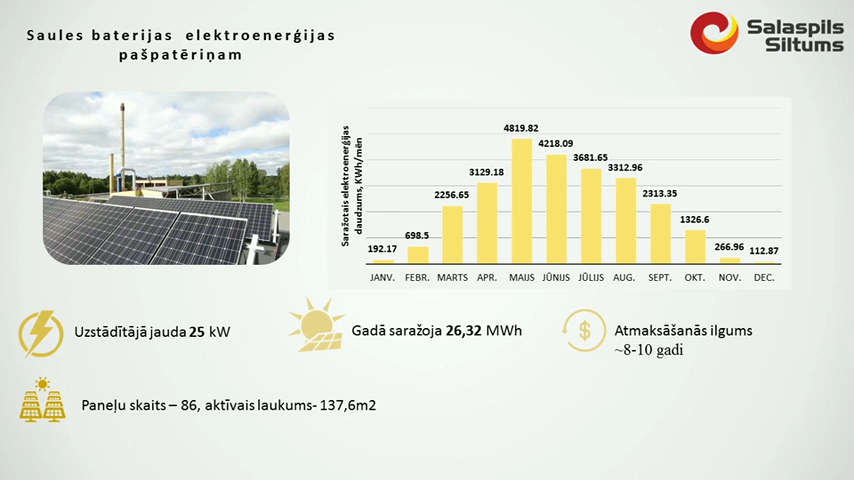 Saules baterijas elektroenerģijas
pašpatēriņam
Salaspils
Siltums
Saražotais elektroenerģijas
daudzums, KWh/mēn
192.17
698.5
2256.65
3129.18
4819.82
4218.09
3681.65
3312.96
2313.35
1326.6
266.96
112.87
JANV. FEBR. MARTS APR. MAIJS JŪNIJS JŪLIJS AUG. SEPT. OKT. NOV. DEC.
Uzstādītājā jauda 25 kW
Gadā saražoja 26,32 MWh
Atmaksāšanās ilgums
~8-10 gadi
Paneļu skaits – 86, aktīvais laukums- 137,6m2